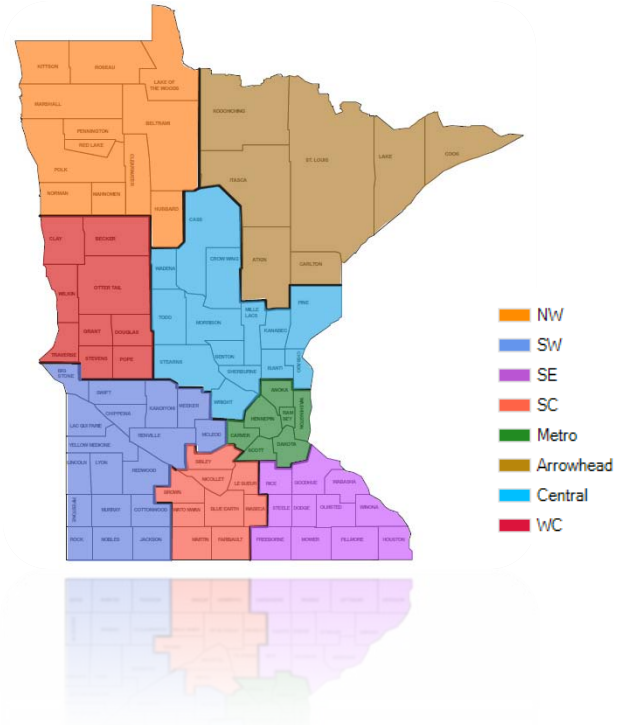 KITTSON
ROSEAU
LAKE OF
THE WOODS
MARSHALL
BELTRAMI
PENNINGTON
RED LAKE
POLK
CLEARWATER
NORMAN
MAHNOMEN
HUBBARD
KOOCHICHING
ST. LOUIS
LAKE
COOK
ITASCA
AITKIN
CARLTON
CLAY
BECKER
WILKIN
OTTER TAIL
GRANT
DOUGLAS
TRAVERSE
STEVENS
POPE
CASS
CROW WING
WADENA
TODD
MORRISON
MILLE
LACS
KANABEC
PINE
BENTON
STEARNS
SHERBURNE
ISANTI
CHISAGO
WRIGHT
ANOKA
WASHINGTON
HENNEPIN
RAM
SEY
CARVER
SCOTT
DAKOTA
BIG
STONE
SWIFT
KANDIYOHI
MEEKER
CHIPPEWA
LAC QUI PARLE
RENVILLE
MCLEOD
YELLOW MEDICINE
LINCOLN
LYON
REDWOOD
MURRAY
COTTONWOOD
ROCK
NOBLES
JACKSON
SIBLEY
NICOLLET
LE SUEUR
BROWN
WATONWAN
BLUE EARTH
WASECA
MARTIN
FARIBAULT
RICE
GOODHUE
WABASHA
STEELE
DODGE
OLMSTED
WINONA
FREEBORN
MOWER
FILLMORE
HOUSTON
NW
SW
SE
SC
Metro
Arrowhead
Central
WC